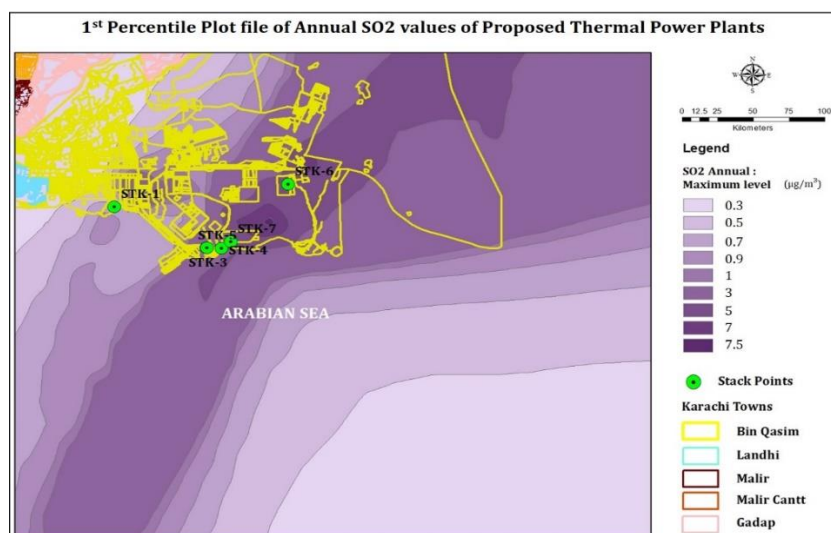 1st Percentile Plot file of Annual SO2 values of Proposed Thermal Power Plants
N
W E
S
0 12.5 25 50 75 100
Kilometers
Legend
SO2 Annual :
Maximum level (µg/m³)
0.3
0.5
0.7
0.9
1
3
5
7
7.5
Stack Points
Karachi Towns
Bin Qasim
Landhi
Malir
Malir Cantt
Gadap
STK-6
STK-1
STK-7
STK-5
STK-4
STK-3
ARABIAN SEA